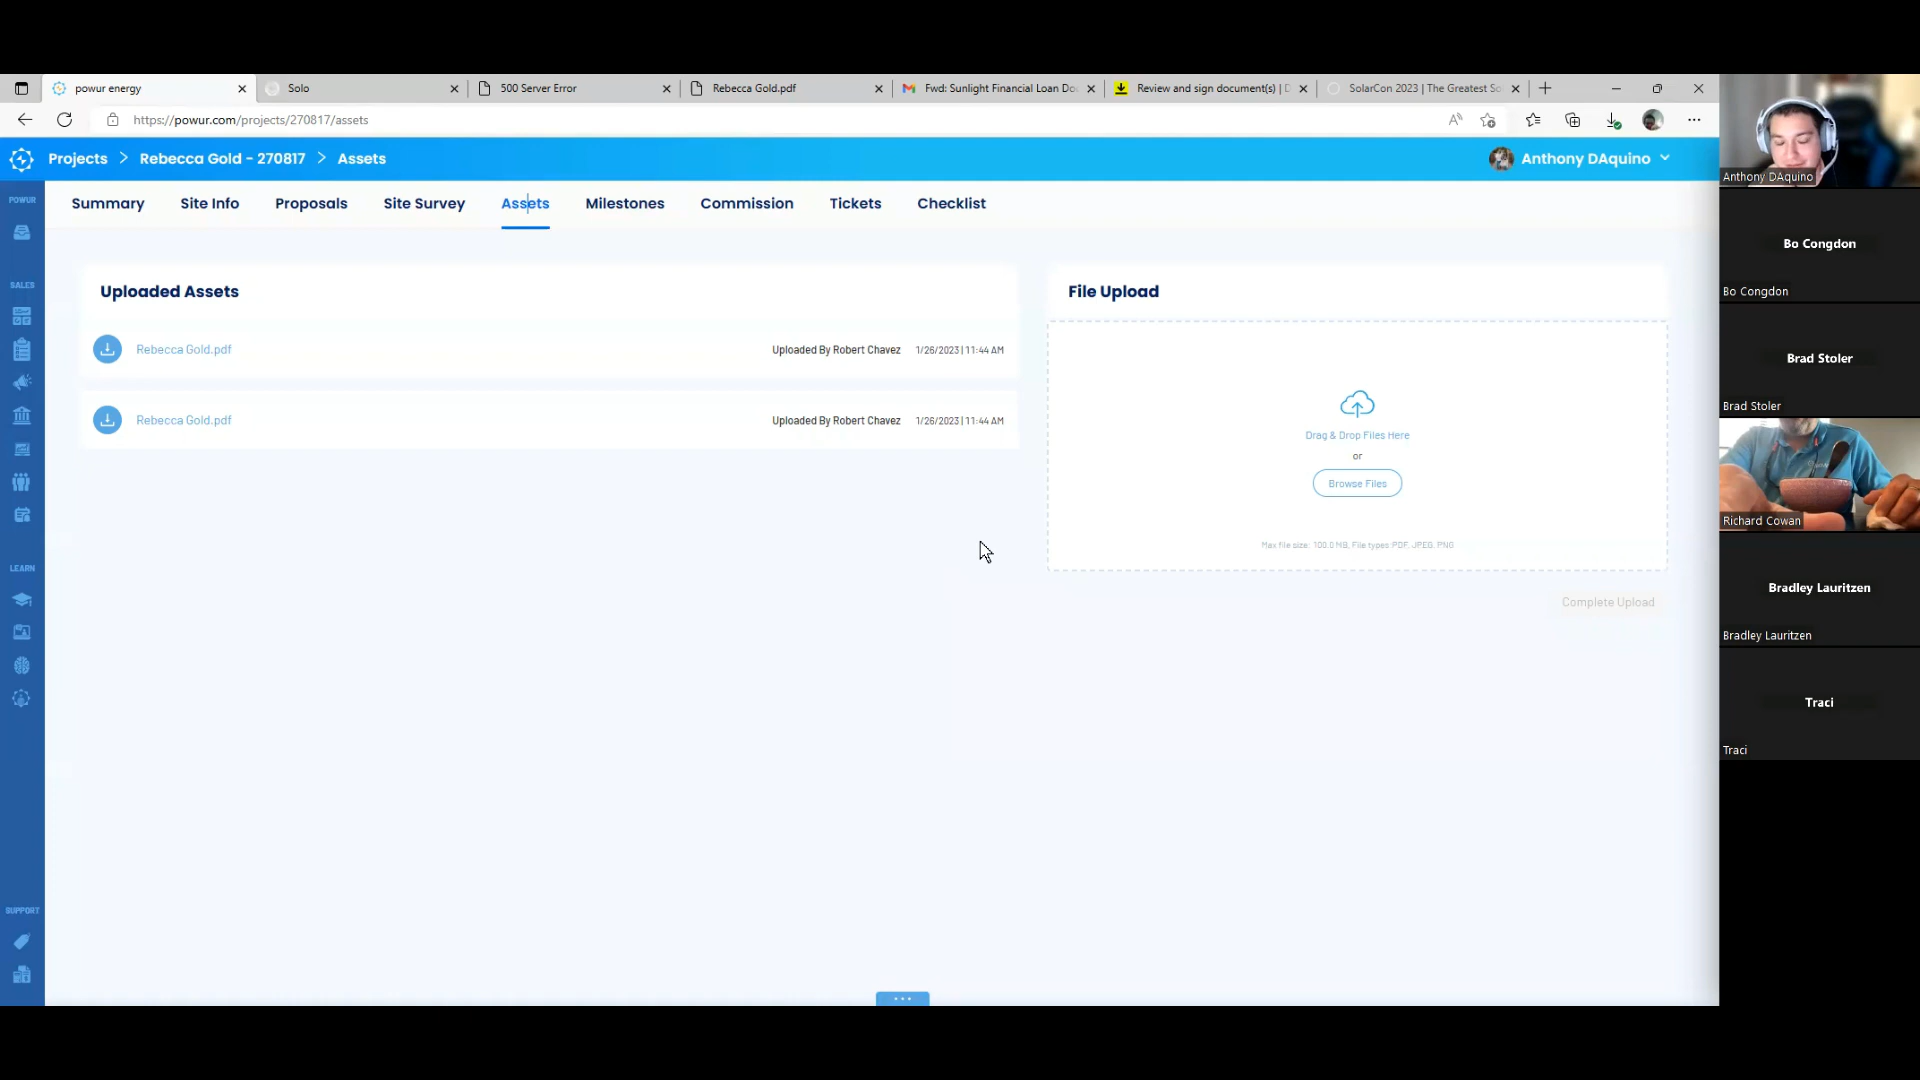 powur energy
Solo
500 Server Error
Rebecca Gold.pdf
Fwd: Sunlight Financial Loan Do
Review and sign document(s) | D
SolarCon 2023 | The Greatest So
https://powur.com/projects/270817/assets
Projects > Rebecca Gold - 270817 > Assets
Anthony DAquino
POWUR
SALES
LEARN
SUPPORT
Summary
Site Info
Proposals
Site Survey
Assets
Milestones
Commission
Tickets
Checklist
Uploaded Assets
Rebecca Gold.pdf
Uploaded By Robert Chavez
1/26/2023 | 11:44 AM
Rebecca Gold.pdf
Uploaded By Robert Chavez
1/26/2023 | 11:44 AM
File Upload
Drag & Drop Files Here
or
Browse Files
Max file size: 100.0 MB, File types: PDF, JPEG, PNG
Complete Upload
Anthony DAquino
Bo Congdon
Bo Congdon
Brad Stoler
Brad Stoler
Richard Cowan
Bradley Lauritzen
Bradley Lauritzen
Traci
Traci